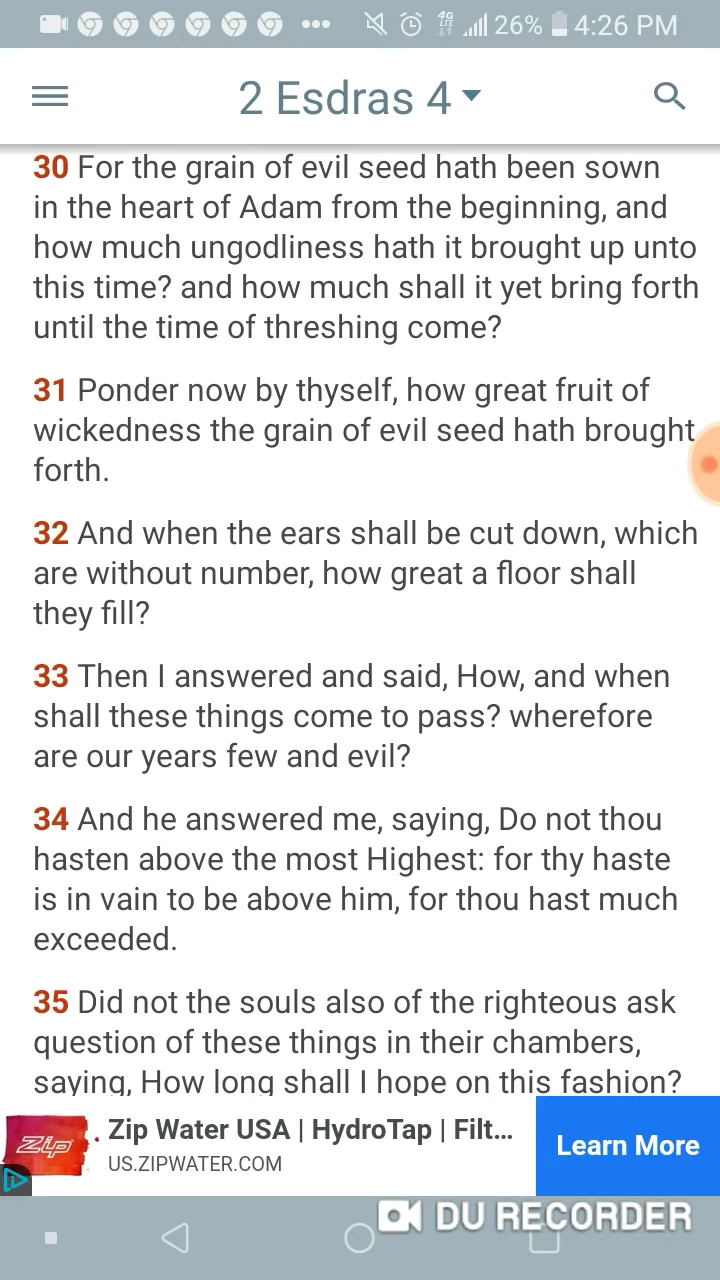 4G
LTE
26%
4:26 PM
2 Esdras 4
30 For the grain of evil seed hath been sown
in the heart of Adam from the beginning, and
how much ungodliness hath it brought up unto
this time? and how much shall it yet bring forth
until the time of threshing come?
31 Ponder now by thyself, how great fruit of
wickedness the grain of evil seed hath brought
forth.
32 And when the ears shall be cut down, which
are without number, how great a floor shall
they fill?
33 Then I answered and said, How, and when
shall these things come to pass? wherefore
are our years few and evil?
34 And he answered me, saying, Do not thou
hasten above the most Highest: for thy haste
is in vain to be above him, for thou hast much
exceeded.
35 Did not the souls also of the righteous ask
question of these things in their chambers,
saying, How long shall I hope on this fashion?
Zip
Zip Water USA | HydroTap | Filt...
US.ZIPWATER.COM
Learn More
DU RECORDER